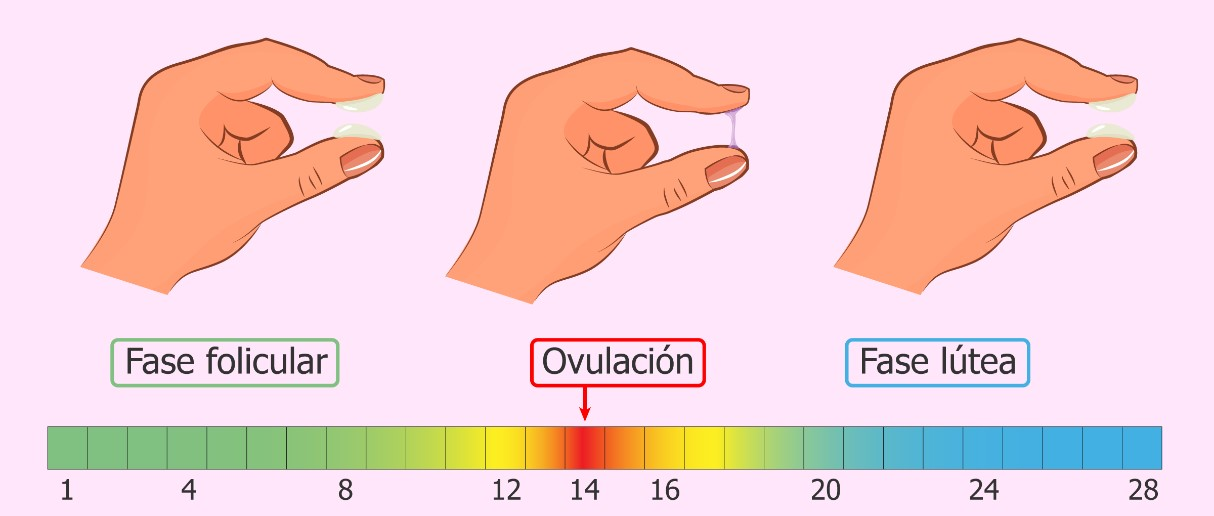 Fase folicular Ovulación Fase lútea
1 4 8 12 14 16 20 24 28